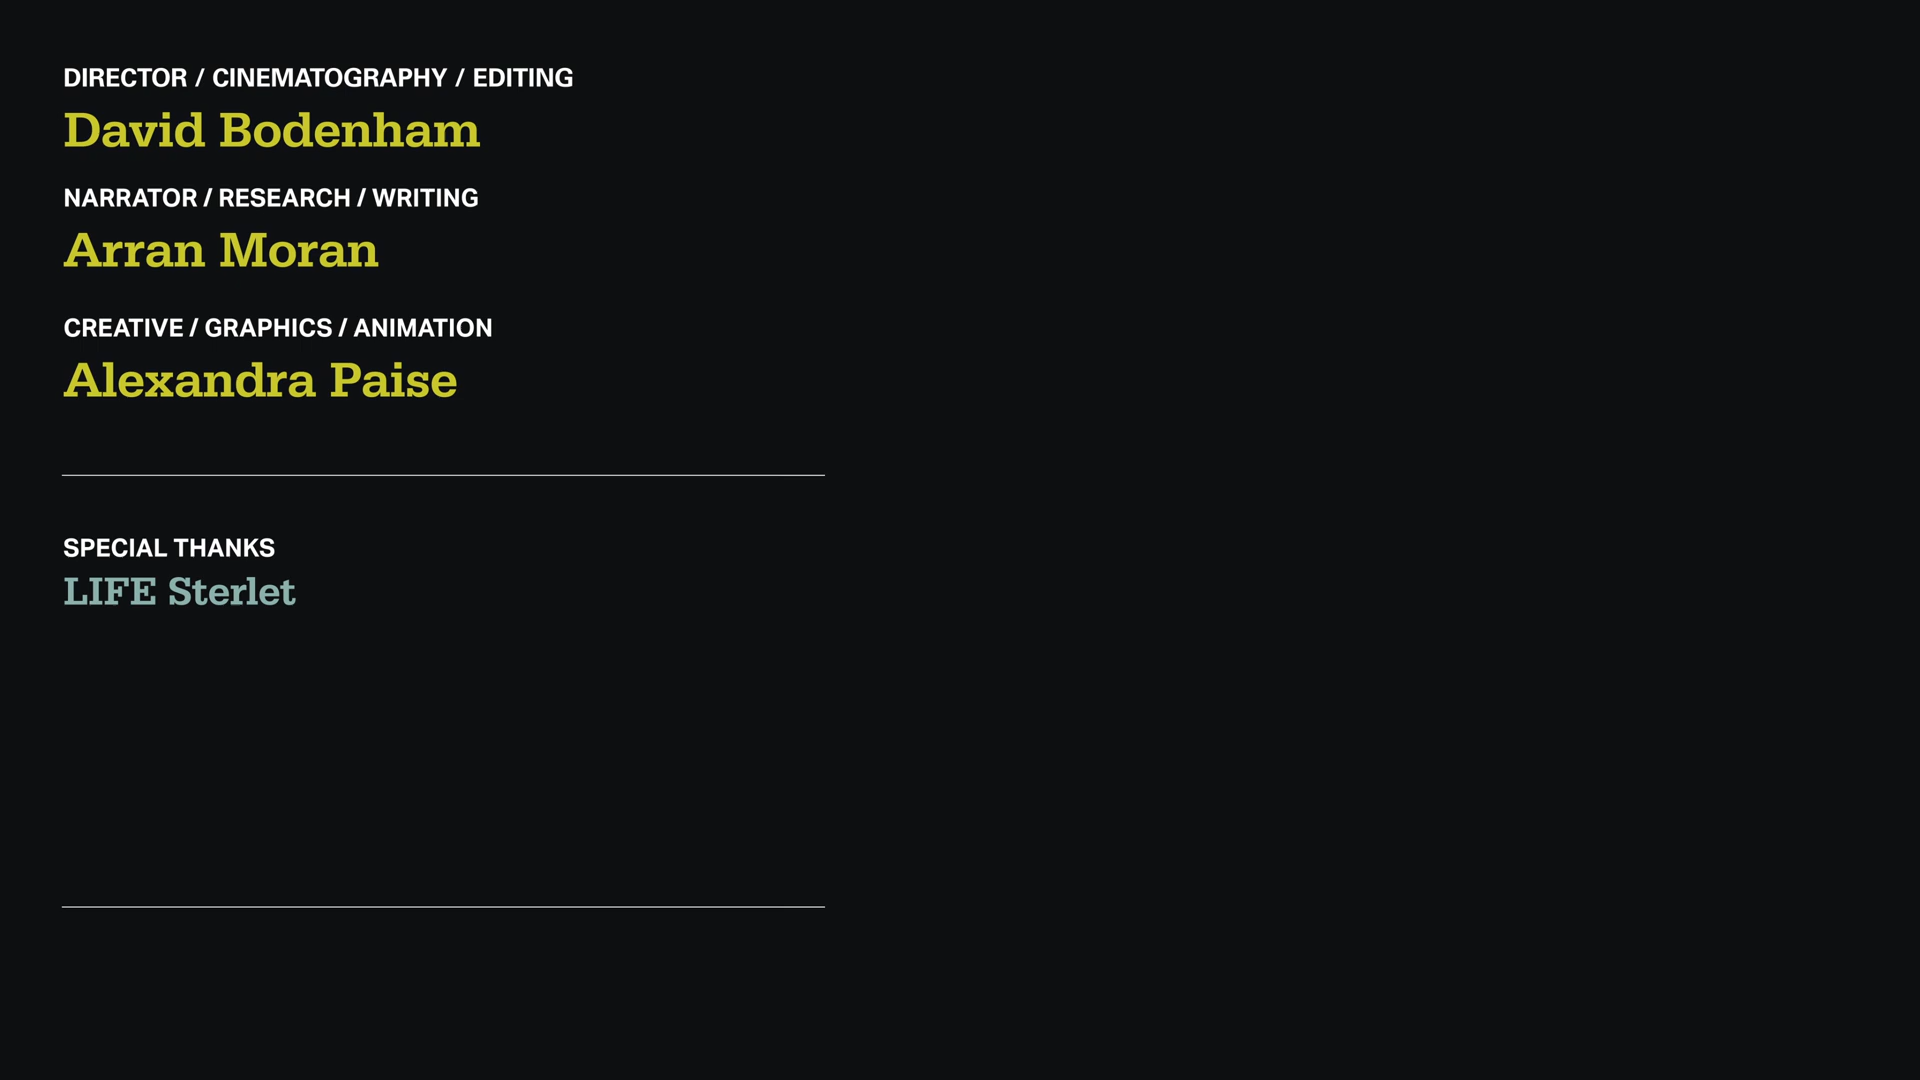 DIRECTOR / CINEMATOGRAPHY / EDITING
David Bodenham
NARRATOR / RESEARCH / WRITING
Arran Moran
CREATIVE / GRAPHICS / ANIMATION
Alexandra Paise
SPECIAL THANKS
LIFE Sterlet